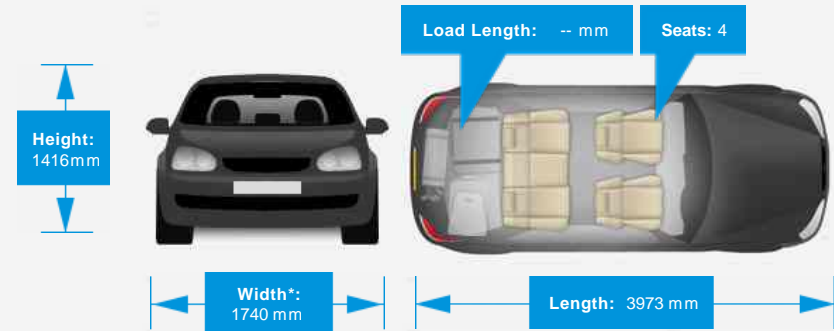 Load Length: -- mm
Seats: 4
Height:
1416mm
Width*:
1740 mm
Length: 3973 mm